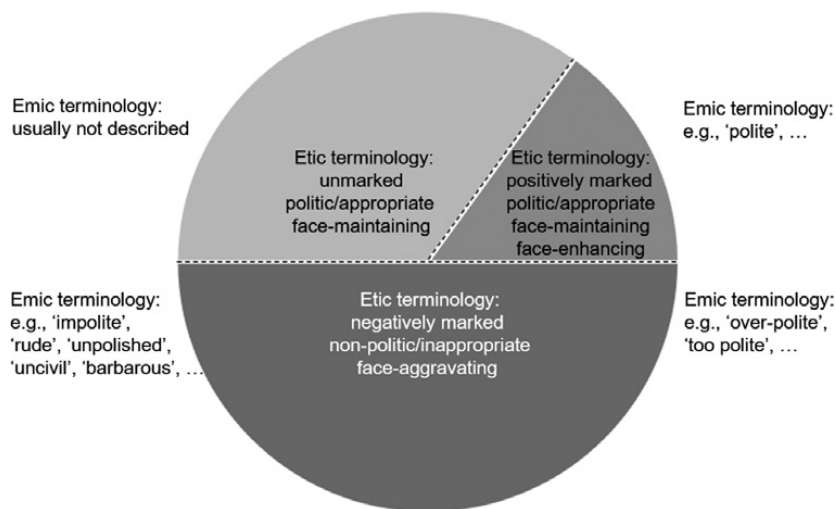 Emic terminology:
usually not described
Emic terminology:
e.g., ‘polite’, …
Etic terminology:
unmarked
politic/appropriate
face-maintaining
Etic terminology:
positively marked
politic/appropriate
face-maintaining
face-enhancing
Emic terminology:
e.g., ‘impolite’,
‘rude’, ‘unpolished’,
‘uncivil’, ‘barbarous’, …
Etic terminology:
negatively marked
non-politic/inappropriate
face-aggravating
Emic terminology:
e.g., ‘over-polite’,
‘too polite’, …